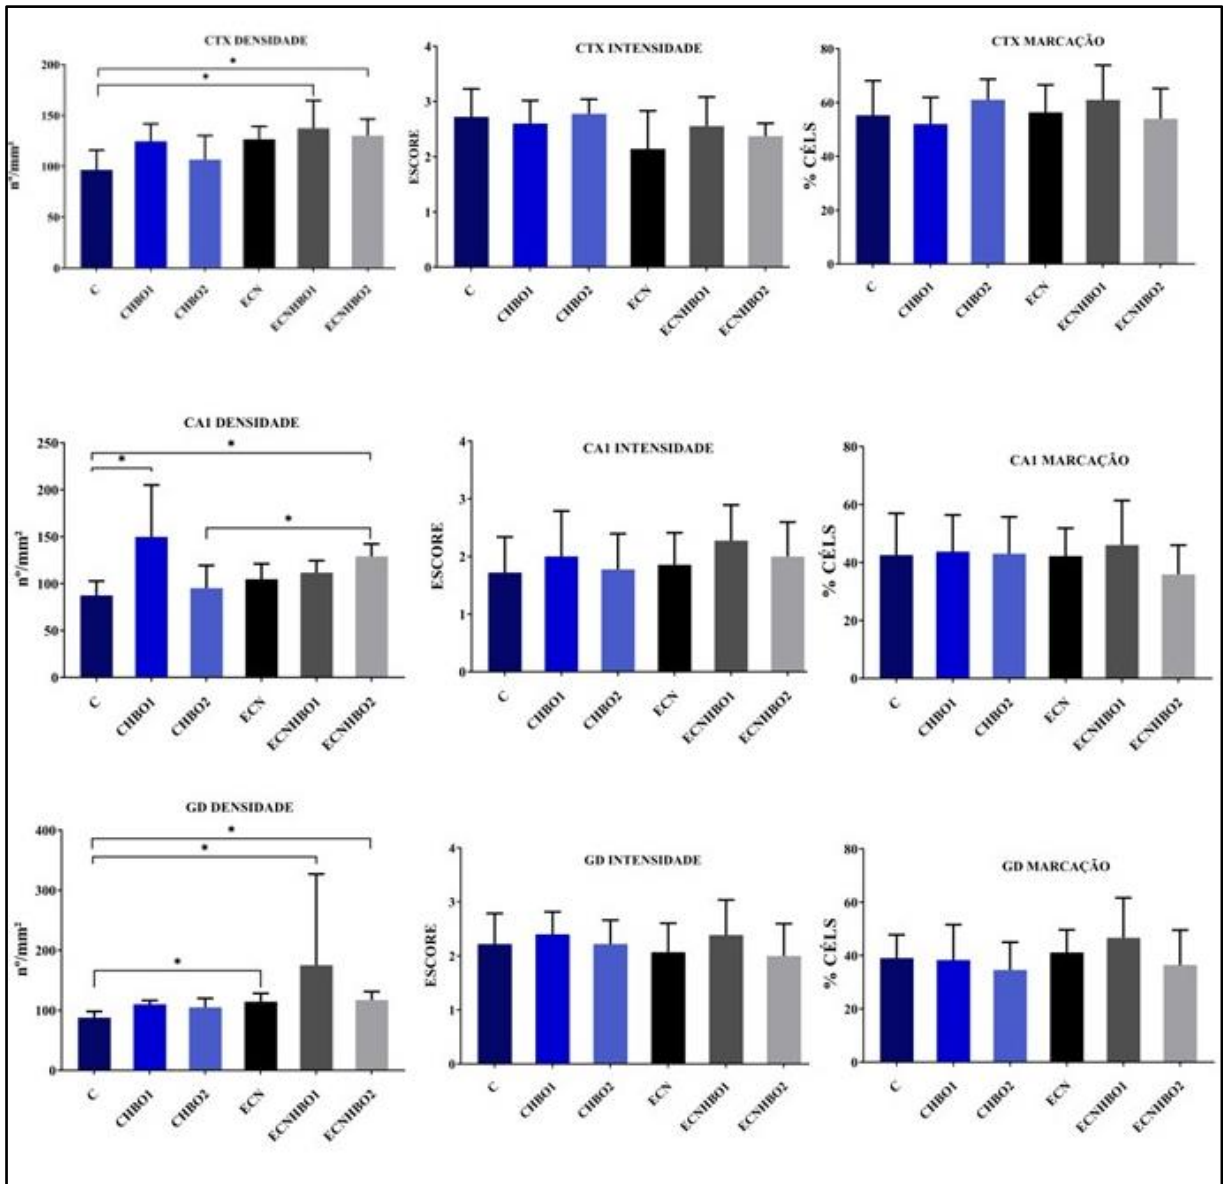 CTX DENSIDADE
nº/mm²
200
150
100
50
0
*
*
C
CHBO1
CHBO2
ECN
ECNHBO1
ECNHBO2
CTX INTENSIDADE
ESCORE
4
3
2
1
0
C
CHBO1
CHBO2
ECN
ECNHBO1
ECNHBO2
CTX MARCAÇÃO
% CÉLS
80
60
40
20
0
C
CHBO1
CHBO2
ECN
ECNHBO1
ECNHBO2
CA1 DENSIDADE
nº/mm²
250
200
150
100
50
0
*
*
*
C
CHBO1
CHBO2
ECN
ECNHBO1
ECNHBO2
CA1 INTENSIDADE
ESCORE
4
3
2
1
0
C
CHBO1
CHBO2
ECN
ECNHBO1
ECNHBO2
CA1 MARCAÇÃO
% CÉLS
80
60
40
20
0
C
CHBO1
CHBO2
ECN
ECNHBO1
ECNHBO2
GD DENSIDADE
nº/mm²
400
300
200
100
0
*
*
*
C
CHBO1
CHBO2
ECN
ECNHBO1
ECNHBO2
GD INTENSIDADE
ESCORE
4
3
2
1
0
C
CHBO1
CHBO2
ECN
ECNHBO1
ECNHBO2
GD MARCAÇÃO
% CÉLS
80
60
40
20
0
C
CHBO1
CHBO2
ECN
ECNHBO1
ECNHBO2